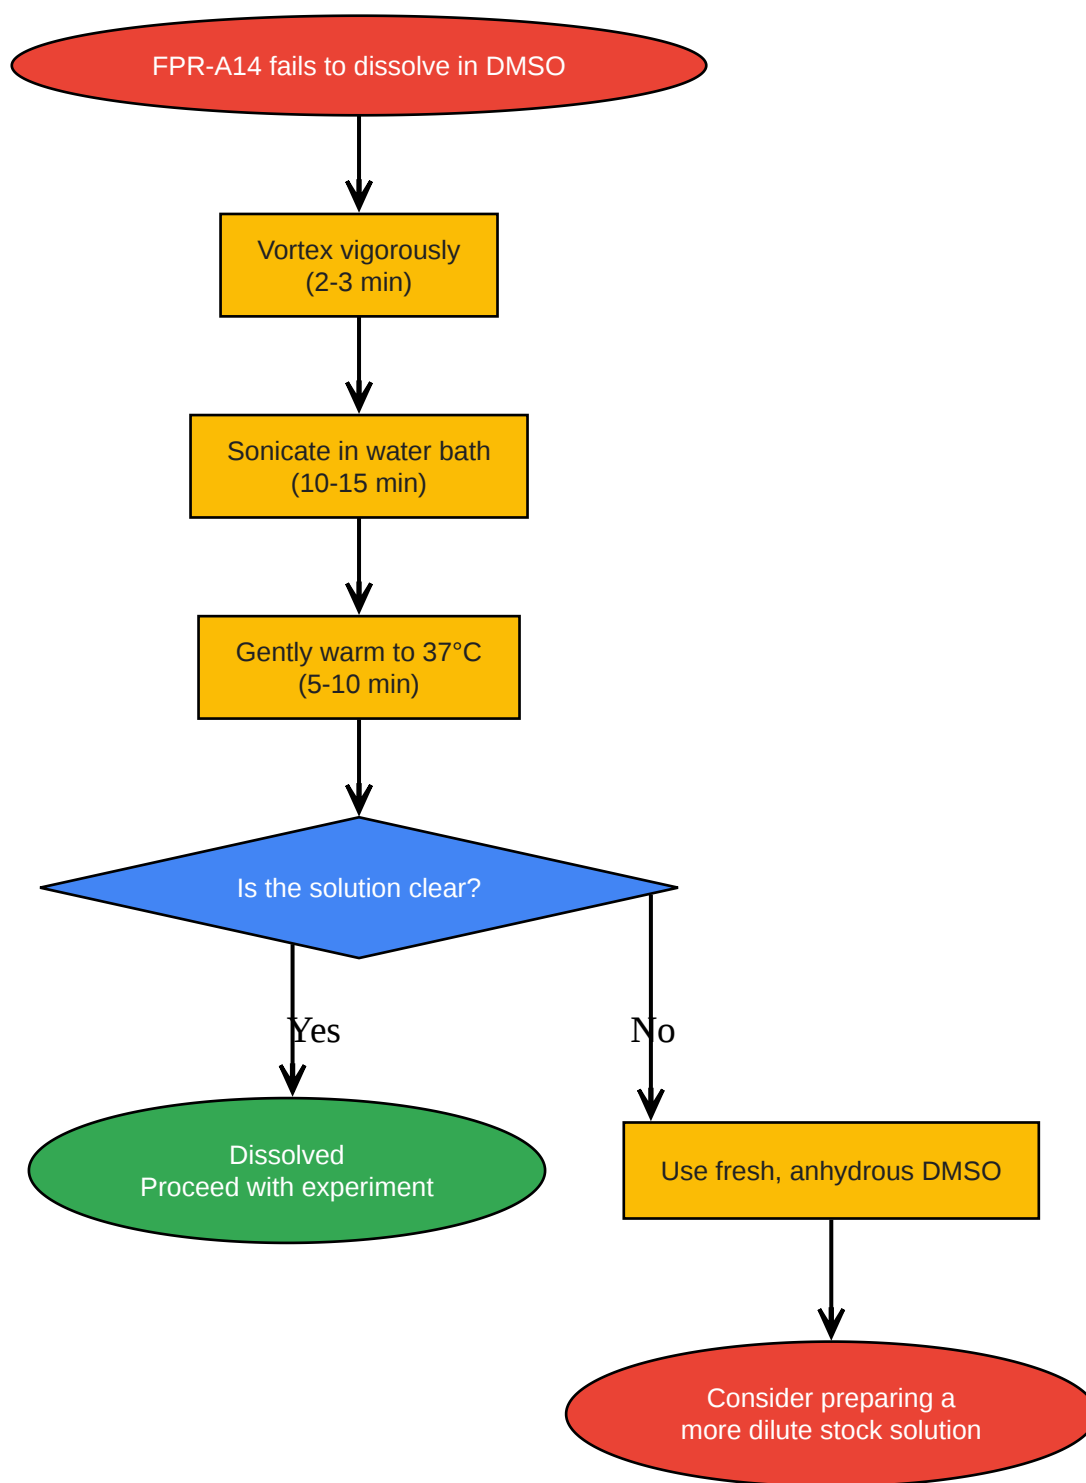 FPR-A14 fails to dissolve in DMSO
Vortex vigorously
(2-3 min)
Sonicate in water bath
(10-15 min)
Gently warm to 37°C
(5-10 min)
Is the solution clear?
Yes
No
Dissolved
Proceed with experiment
Use fresh, anhydrous DMSO
Consider preparing a
more dilute stock solution